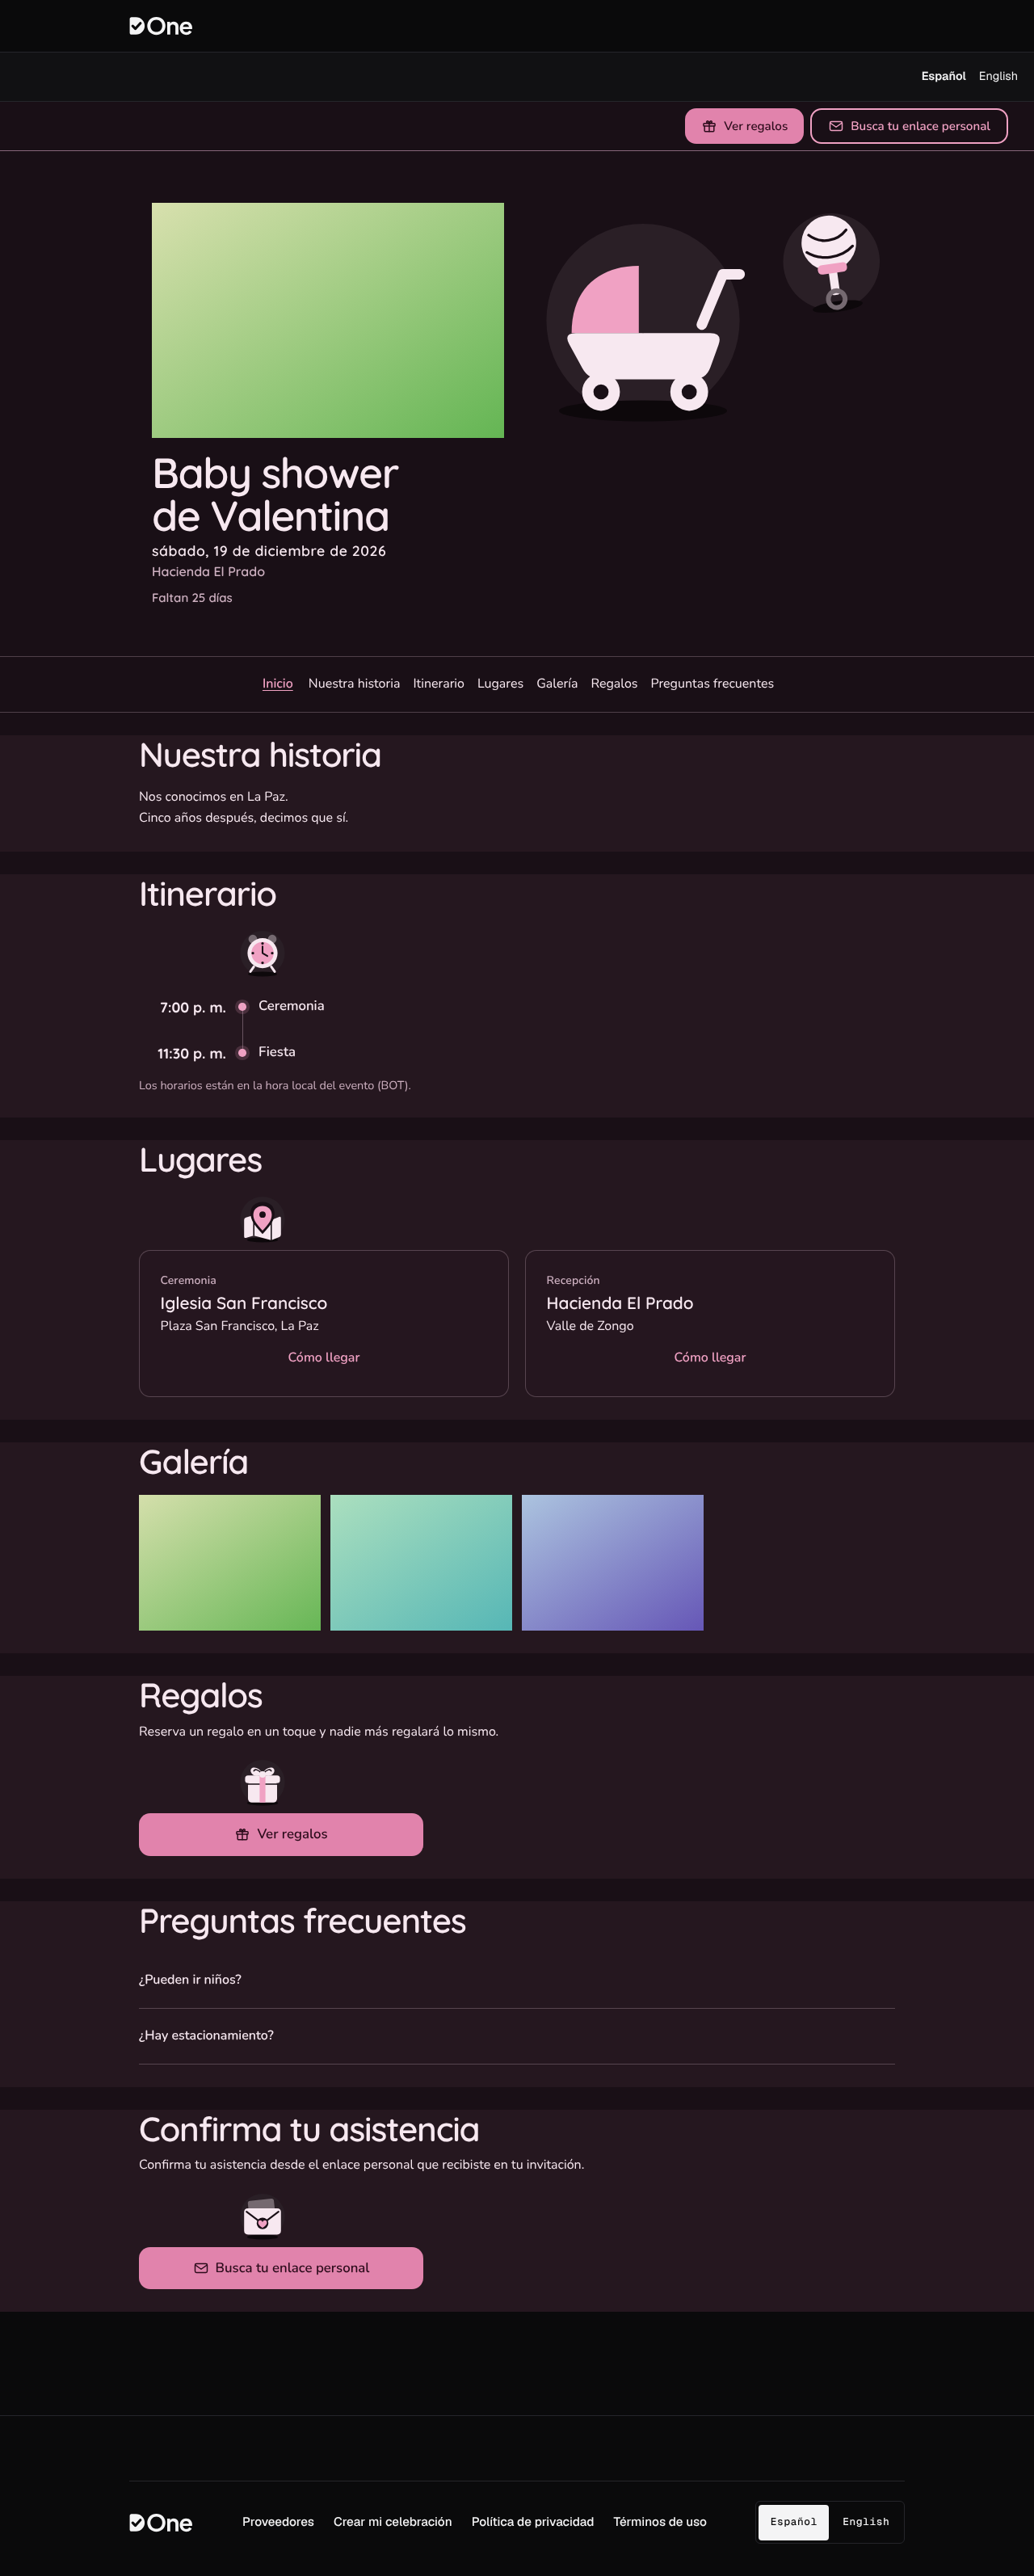 One
Español English
Ver regalos Busca tu enlace personal
Baby shower
de Valentina
sábado, 19 de diciembre de 2026
Hacienda El Prado
Faltan 25 días
Inicio Nuestra historia Itinerario Lugares Galería Regalos Preguntas frecuentes
Nuestra historia
Nos conocimos en La Paz.
Cinco años después, decimos que sí.
Itinerario
7:00 p. m. Ceremonia
11:30 p. m. Fiesta
Los horarios están en la hora local del evento (BOT).
Lugares
Ceremonia
Iglesia San Francisco
Plaza San Francisco, La Paz
Cómo llegar
Recepción
Hacienda El Prado
Valle de Zongo
Cómo llegar
Galería
Regalos
Reserva un regalo en un toque y nadie más regalará lo mismo.
Ver regalos
Preguntas frecuentes
¿Pueden ir niños?
¿Hay estacionamiento?
Confirma tu asistencia
Confirma tu asistencia desde el enlace personal que recibiste en tu invitación.
Busca tu enlace personal
One Proveedores Crear mi celebración Política de privacidad Términos de uso Español English